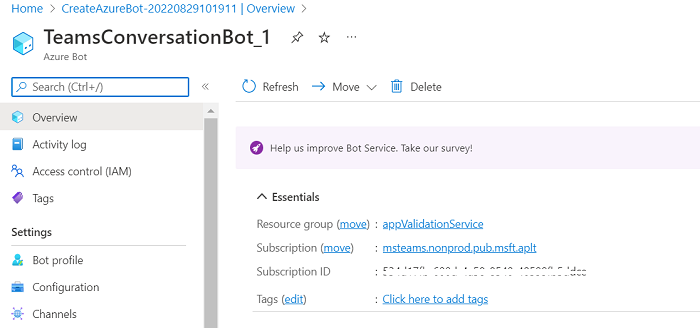 Home > CreateAzureBot-20220829101911 | Overview >
TeamsConversationBot_1
Azure Bot
Search (Ctrl+/)
«
Refresh
Move
Delete
Overview
Activity log
Access control (IAM)
Tags
Settings
Bot profile
Configuration
Channels
Help us improve Bot Service. Take our survey!
Essentials
Resource group (move) : appValidationService
Subscription (move) : msteams.nonprod.pub.msft.aplt
Subscription ID :
Tags (edit) : Click here to add tags